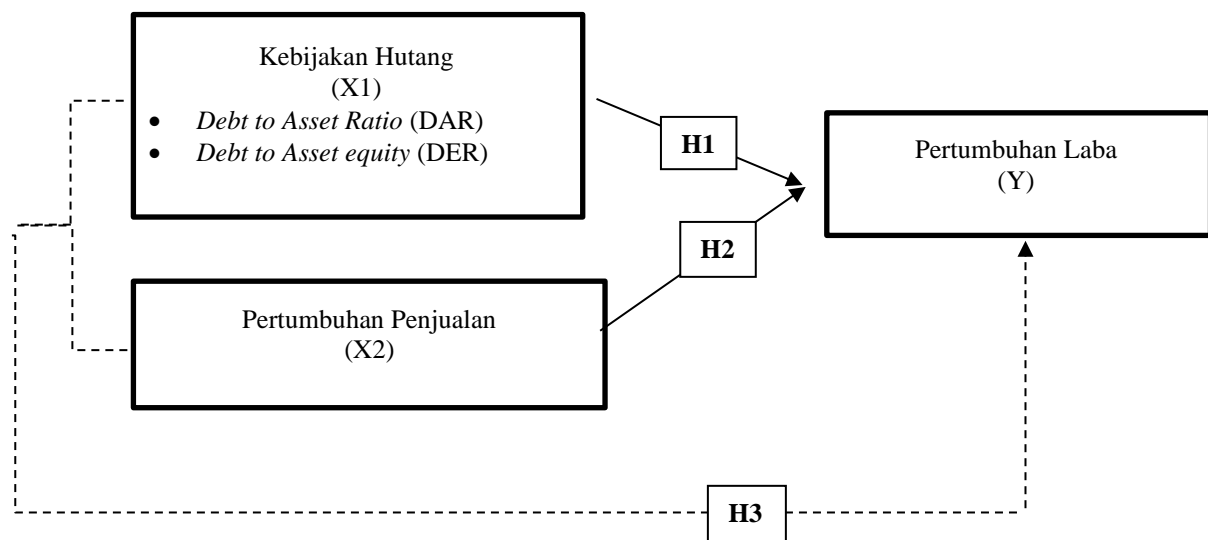 Kebijakan Hutang
(X1)
• Debt to Asset Ratio (DAR)
• Debt to Asset equity (DER)
H1
Pertumbuhan Laba
(Y)
H2
Pertumbuhan Penjualan
(X2)
H3